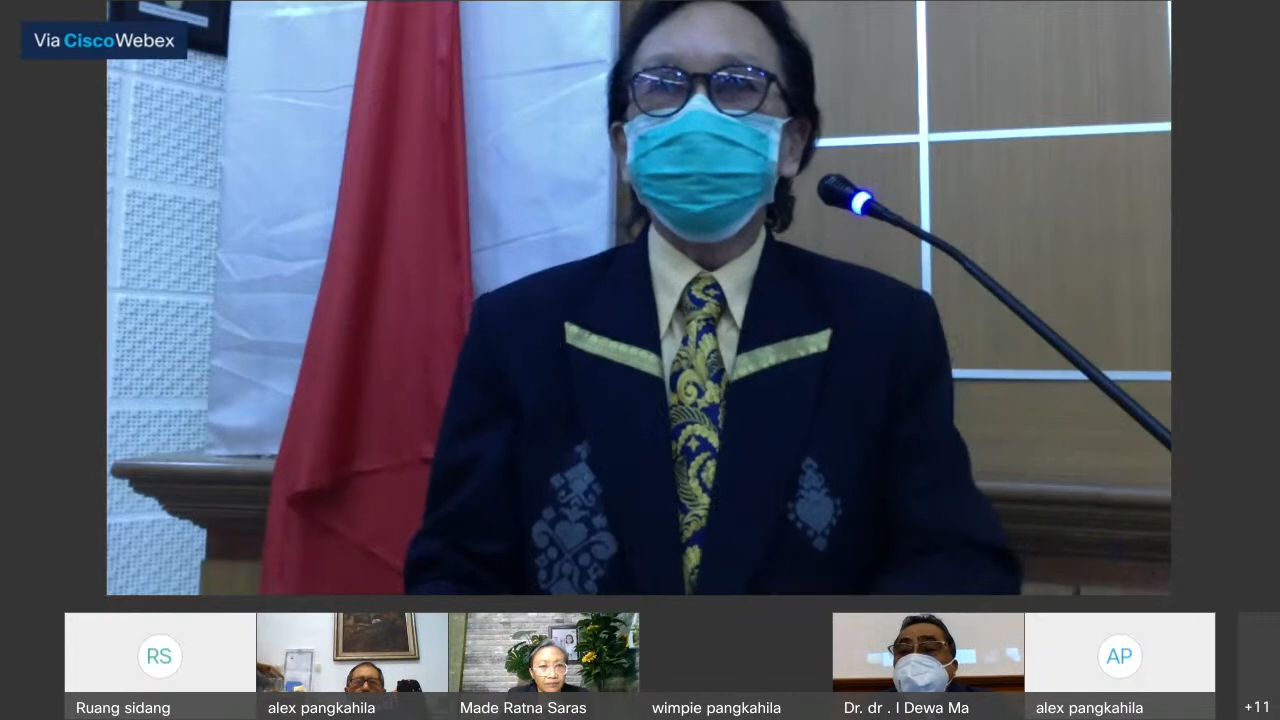 Via CiscoWebex
RS
AP
Ruang sidang
alex pangkahila
Made Ratna Saras
wimpie pangkahila
Dr. dr . I Dewa Ma
alex pangkahila
+11